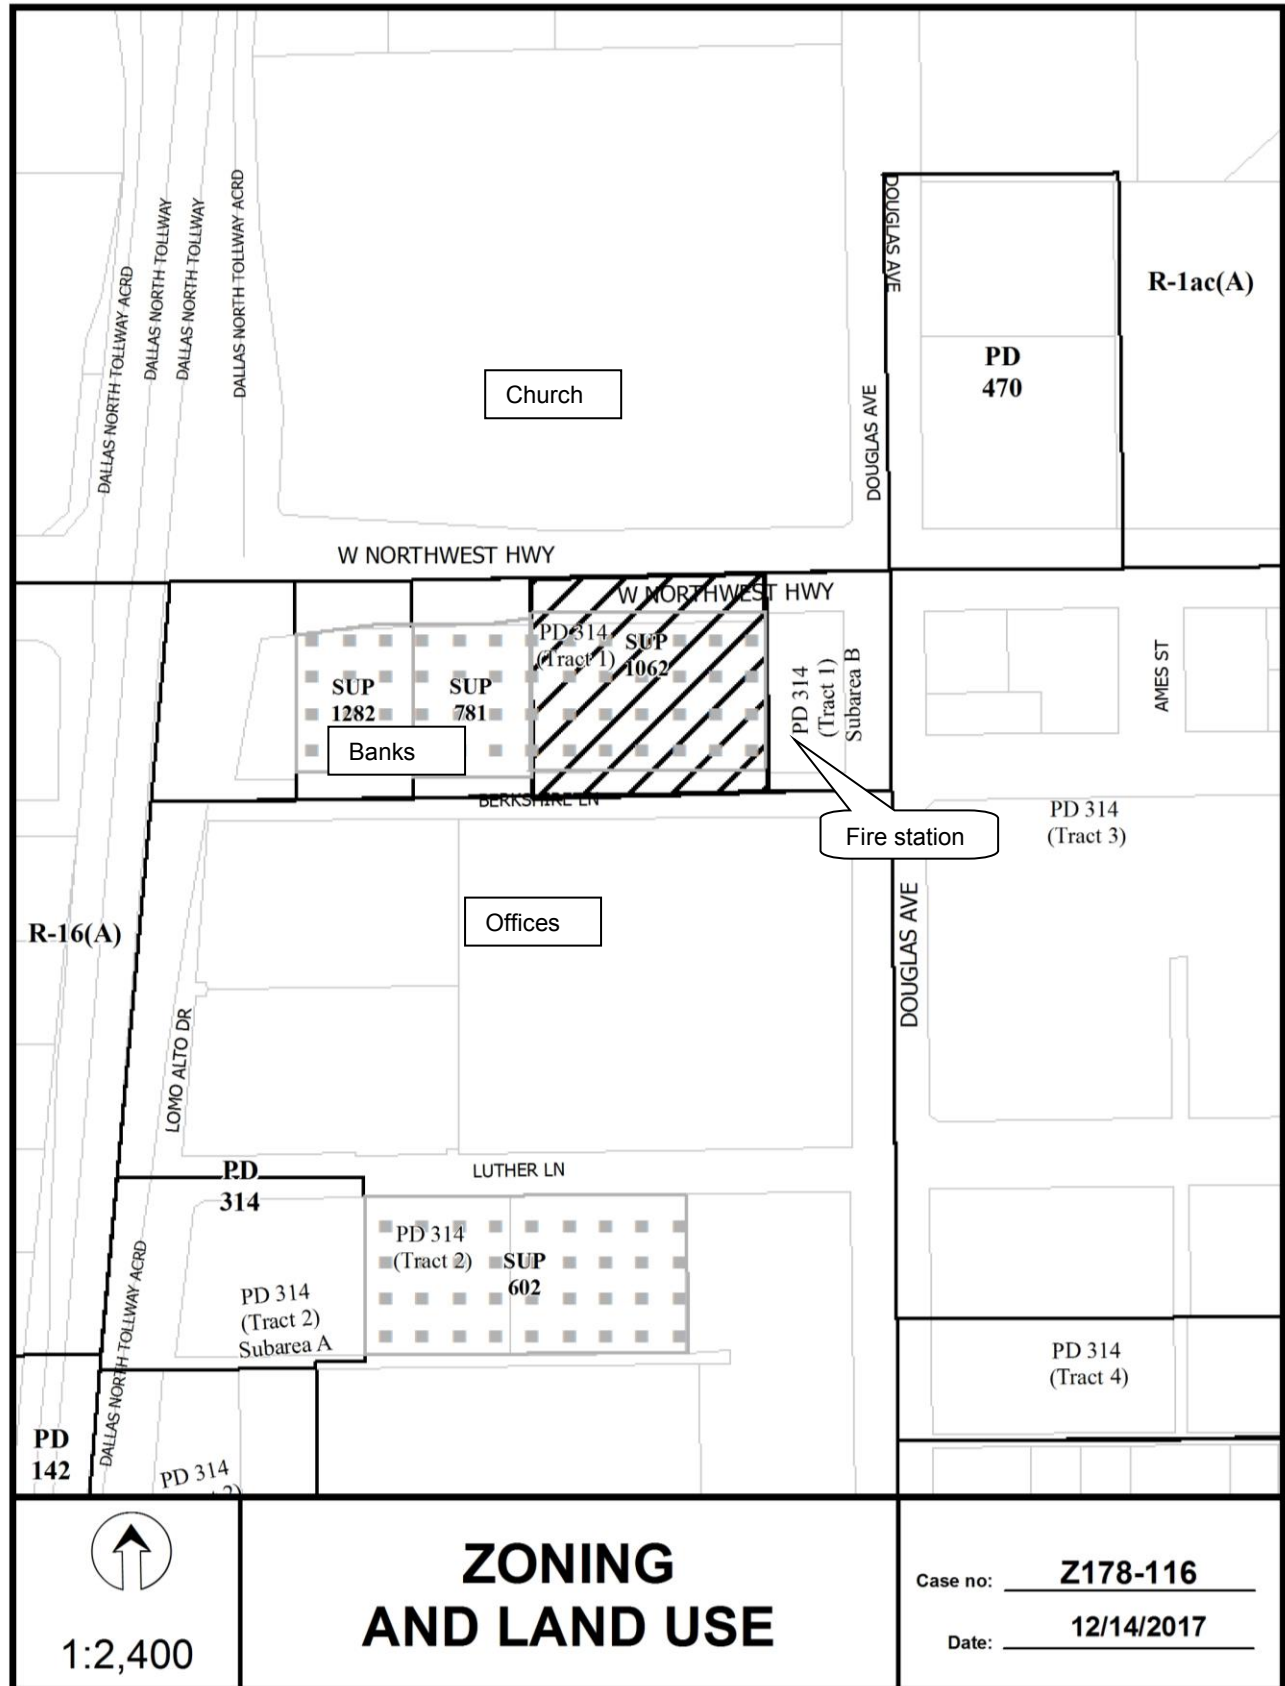 DALLAS NORTH TOLLWAY ACRD
DALLAS NORTH TOLLWAY
DALLAS NORTH TOLLWAY
DALLAS NORTH TOLLWAY ACRD
DOUGLAS AVE
R-1ac(A)
PD
470
Church
DOUGLAS AVE
W NORTHWEST HWY
W NORTHWEST HWY
PD 314
(Tract 1)
SUP
1062
SUP
1282
SUP
781
Banks
PD 314
(Tract 1)
Subarea B
AMES ST
BERKSHIRE LN
Fire station
PD 314
(Tract 3)
Offices
R-16(A)
DOUGLAS AVE
LOMO ALTO DR
LUTHER LN
PD
314
PD 314
(Tract 2)
SUP
602
PD 314
(Tract 2)
Subarea A
DALLAS NORTH TOLLWAY ACRD
PD 314
(Tract 4)
PD
142
PD 314
1:2,400
ZONING
AND LAND USE
Case no: Z178-116
Date: 12/14/2017